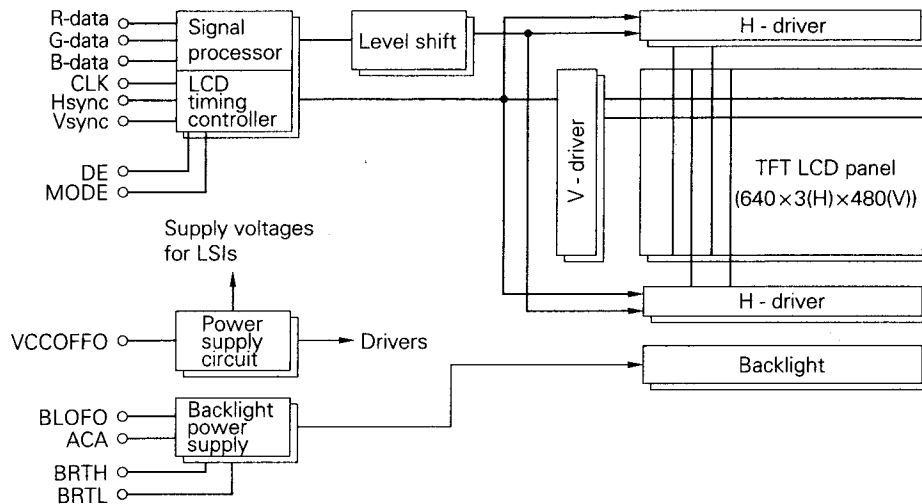 R-data
G-data
B-data
CLK
Hsync
Vsync
DE
MODE
Signal
processor
LCD
timing
controller
Level shift
H - driver
V - driver
TFT LCD panel
(640×3(H)×480(V))
H - driver
Supply voltages
for LSIs
VCCOFFO
Power
supply
circuit
Drivers
Backlight
BLOFO
ACA
BRTH
BRTL
Backlight
power
supply